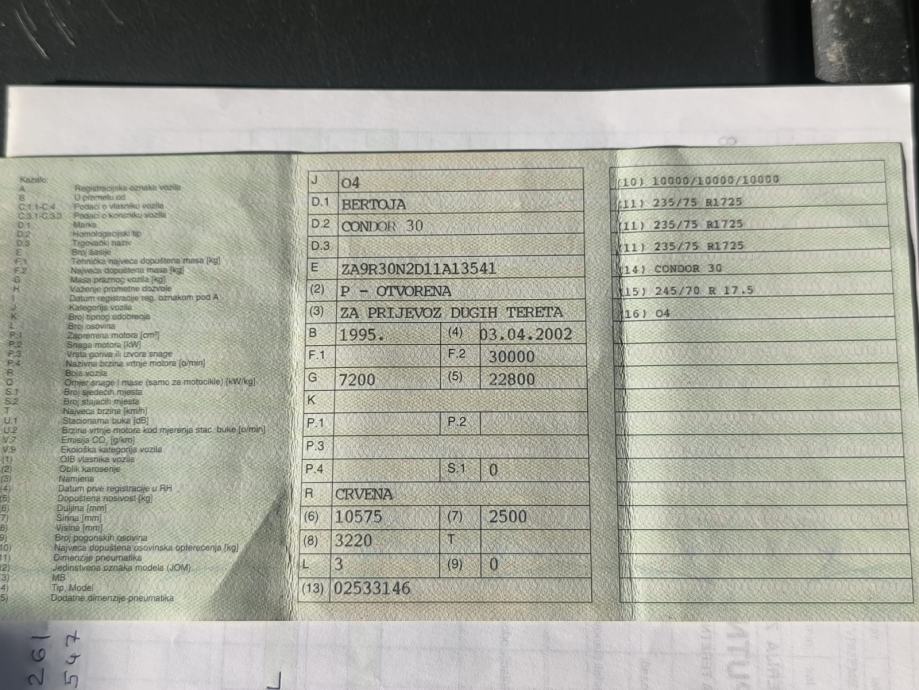 Kazalo:
A Registracijska oznaka vozila
B U prometu od
C.1.1-C.4 Podaci o vlasniku vozila
C.3.1-C.3.3 Podaci o korisniku vozila
D.1 Marka
D.2 Homologacijski tip
D.3 Trgovački naziv
E Broj šasije
F.1 Tehnička najveća dopuštena masa [kg]
F.2 Najveća dopuštena masa [kg]
G Masa praznog vozila [kg]
H Važenje prometne dozvole
I Datum registracije reg. oznakom pod A
J Kategorija vozila
K Broj tipnog odobrenja
L Broj osovina
P.1 Zapremina motora [cm³]
P.2 Snaga motora [kW]
P.3 Vrsta goriva ili izvora snage
P.4 Nazivna brzina vrtnje motora [o/min]
R Boja vozila
Q Omjer snage i mase (samo za motocikle) [kW/kg]
S.1 Broj sjedećih mjesta
S.2 Broj stajaćih mjesta
T Najveća brzina [km/h]
U.1 Stacionarna buka [dB]
U.2 Brzina vrtnje motora kod mjerenja stac. buke [o/min]
V.7 Emisija CO₂ [g/km]
V.9 Ekološka kategorija vozila
(1) OIB vlasnika vozila
(2) Oblik karoserije
(3) Namjena
(4) Datum prve registracije u RH
(5) Dopuštena nosivost [kg]
(6) Duljina [mm]
(7) Širina [mm]
(8) Visina [mm]
(9) Broj pogonskih osovina
(10) Najveća dopuštena osovinska opterećenja [kg]
(11) Dimenzije pneumatika
(12) Jedinstvena oznaka modela (JOM)
(13) MB
(14) Tip, Model
(15) Dodatne dimenzije pneumatika
J O4
D.1 BERTOJA
D.2 CONDOR 30
D.3
E ZA9R30N2D11A13541
(2) P - OTVORENA
(3) ZA PRIJEVOZ DUGIH TERETA
B 1995. (4) 03.04.2002
F.1 F.2 30000
G 7200 (5) 22800
K
P.1 P.2
P.3
P.4 S.1 0
R CRVENA
(6) 10575 (7) 2500
(8) 3220 T
L 3 (9) 0
(13) 02533146
(10) 10000/10000/10000
(11) 235/75 R1725
(11) 235/75 R1725
(11) 235/75 R1725
(14) CONDOR 30
(15) 245/70 R 17.5
(16) O4
261
547
L